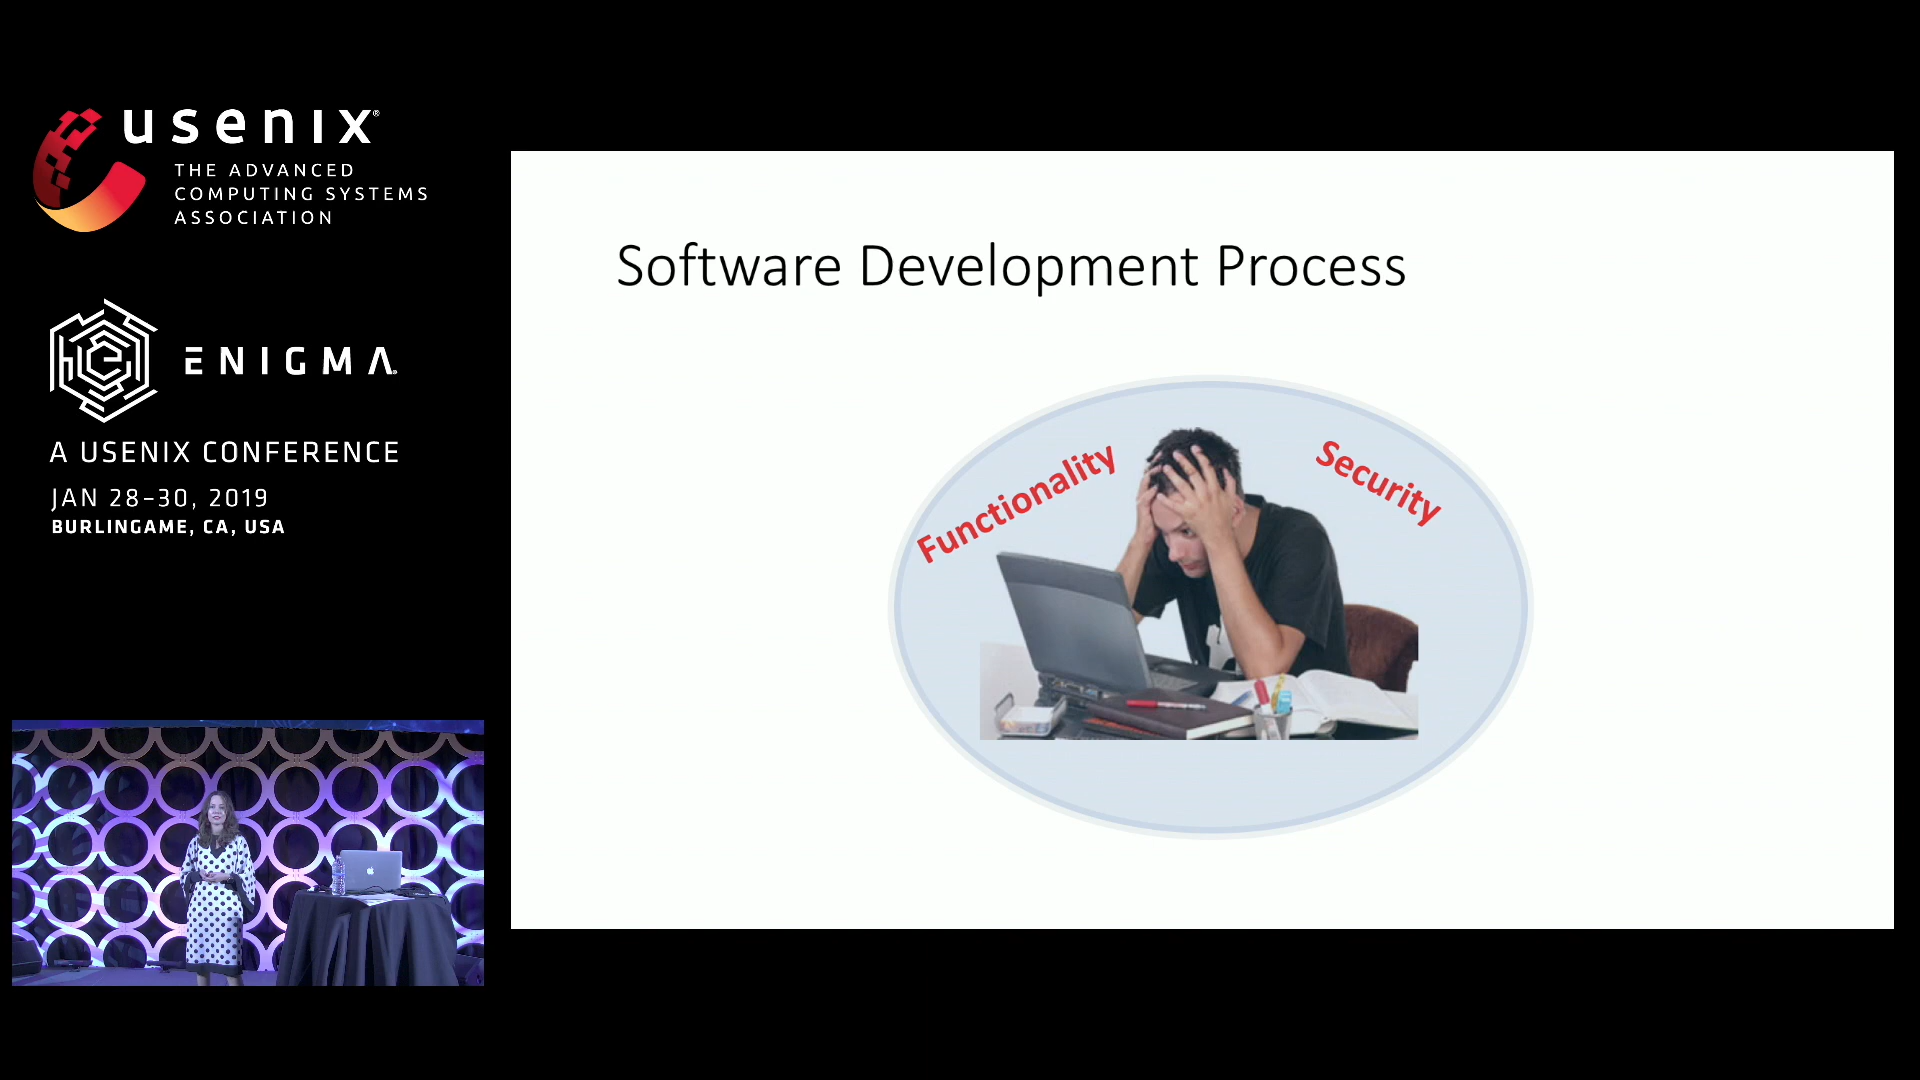 usenix®
THE ADVANCED
COMPUTING SYSTEMS
ASSOCIATION
ENIGMA
A USENIX CONFERENCE
JAN 28–30, 2019
BURLINGAME, CA, USA
Software Development Process
Functionality
Security